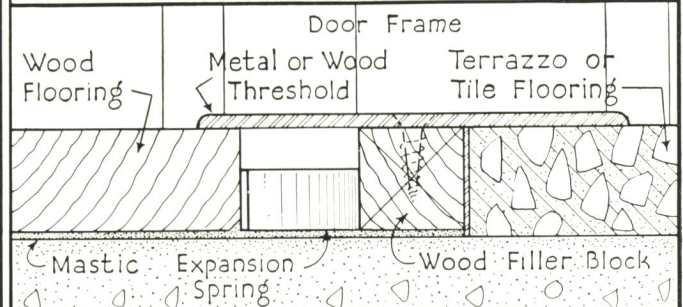 Door Frame
Wood
Flooring
Metal or Wood
Threshold
Terrazzo or
Tile Flooring
Mastic
Expansion
Spring
Wood Filler Block